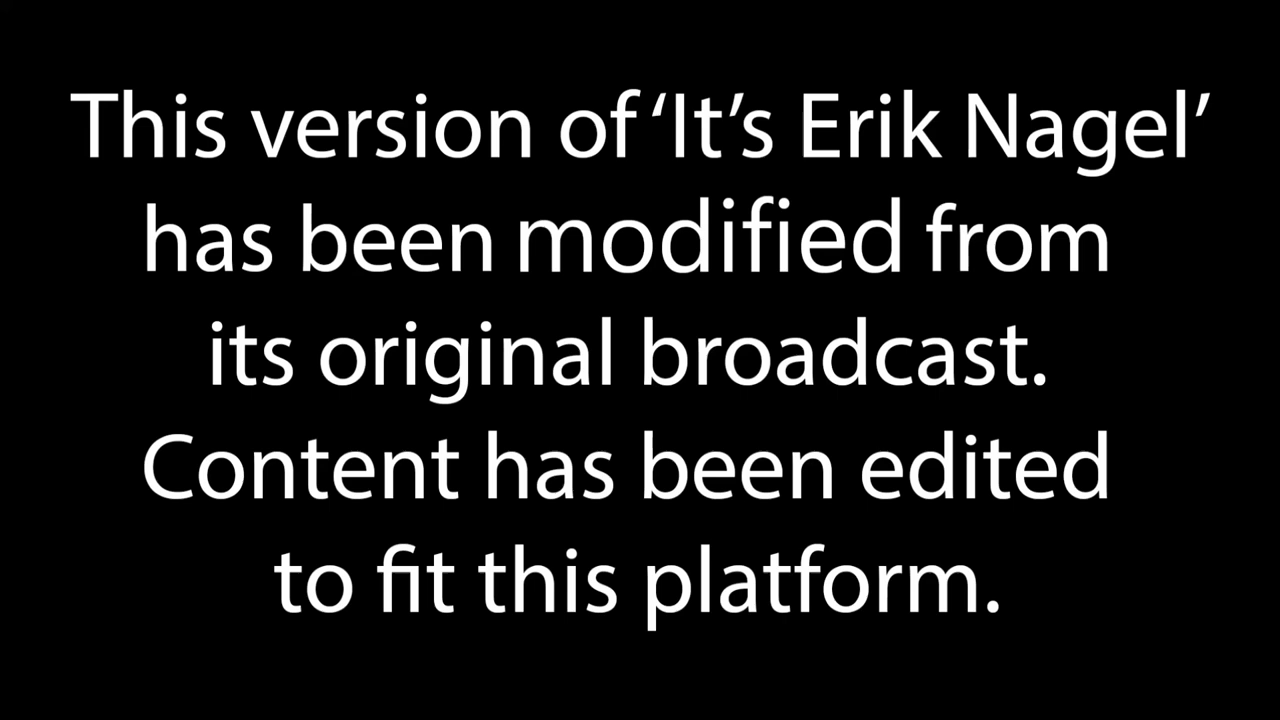 This version of ‘It’s Erik Nagel’
has been modified from
its original broadcast.
Content has been edited
to fit this platform.